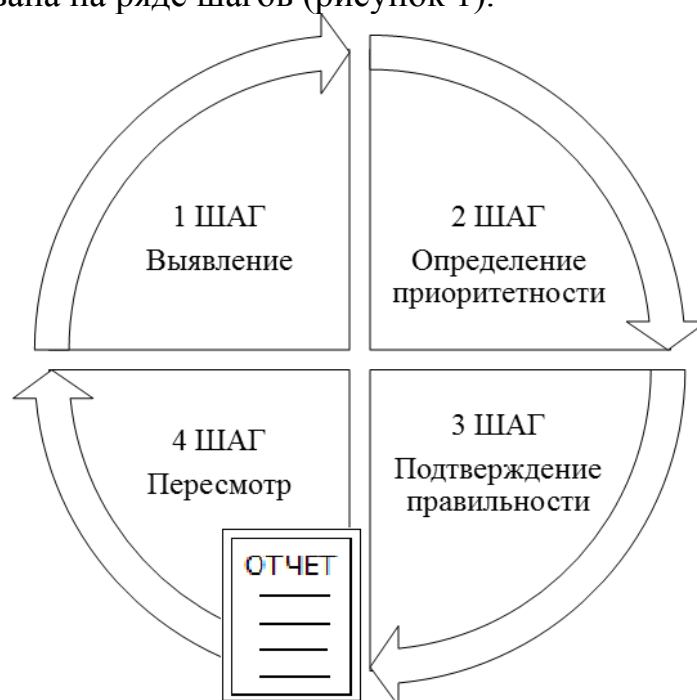 на ряде шагов (рисунок 1).
1 ШАГ
Выявление
2 ШАГ
Определение
приоритетности
3 ШАГ
Подтверждение
правильности
4 ШАГ
Пересмотр
ОТЧЕТ